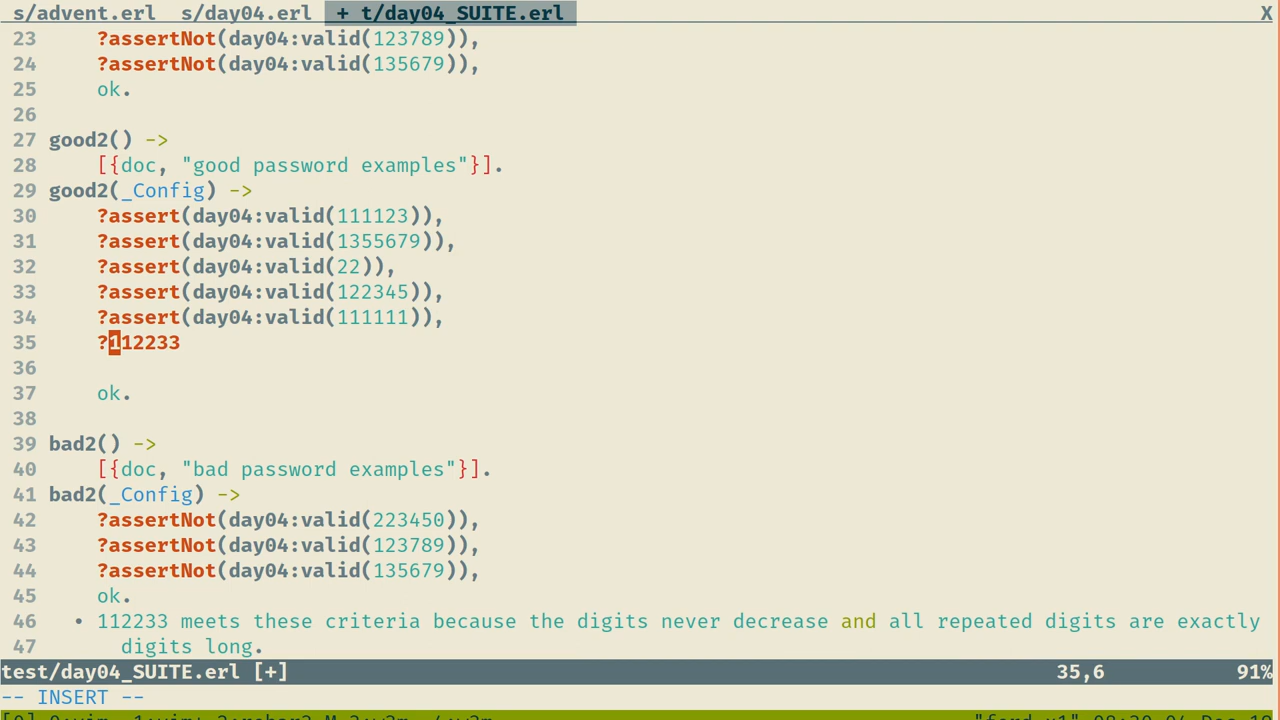 s/advent.erl s/day04.erl + t/day04_SUITE.erl X
23 ?assertNot(day04:valid(123789)),
24 ?assertNot(day04:valid(135679)),
25 ok.
26
27 good2() ->
28 [{doc, "good password examples"}].
29 good2(_Config) ->
30 ?assert(day04:valid(111123)),
31 ?assert(day04:valid(1355679)),
32 ?assert(day04:valid(22)),
33 ?assert(day04:valid(122345)),
34 ?assert(day04:valid(111111)),
35 ?112233
36
37 ok.
38
39 bad2() ->
40 [{doc, "bad password examples"}].
41 bad2(_Config) ->
42 ?assertNot(day04:valid(223450)),
43 ?assertNot(day04:valid(123789)),
44 ?assertNot(day04:valid(135679)),
45 ok.
46 • 112233 meets these criteria because the digits never decrease and all repeated digits are exactly
47 digits long.
test/day04_SUITE.erl [+] 35,6 91%
-- INSERT --